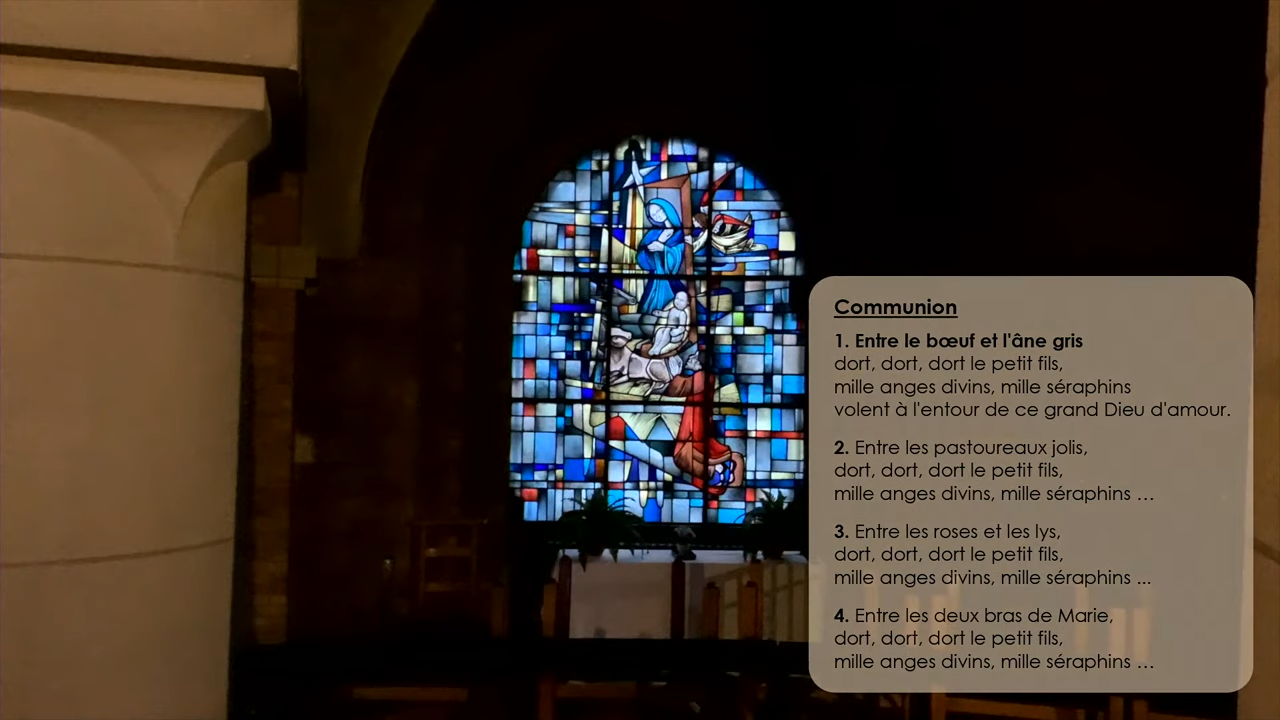 Communion
1. Entre le bœuf et l'âne gris
dort, dort, dort le petit fils,
mille anges divins, mille séraphins
volent à l'entour de ce grand Dieu d'amour.
2. Entre les pastoureaux jolis,
dort, dort, dort le petit fils,
mille anges divins, mille séraphins …
3. Entre les roses et les lys,
dort, dort, dort le petit fils,
mille anges divins, mille séraphins ...
4. Entre les deux bras de Marie,
dort, dort, dort le petit fils,
mille anges divins, mille séraphins …